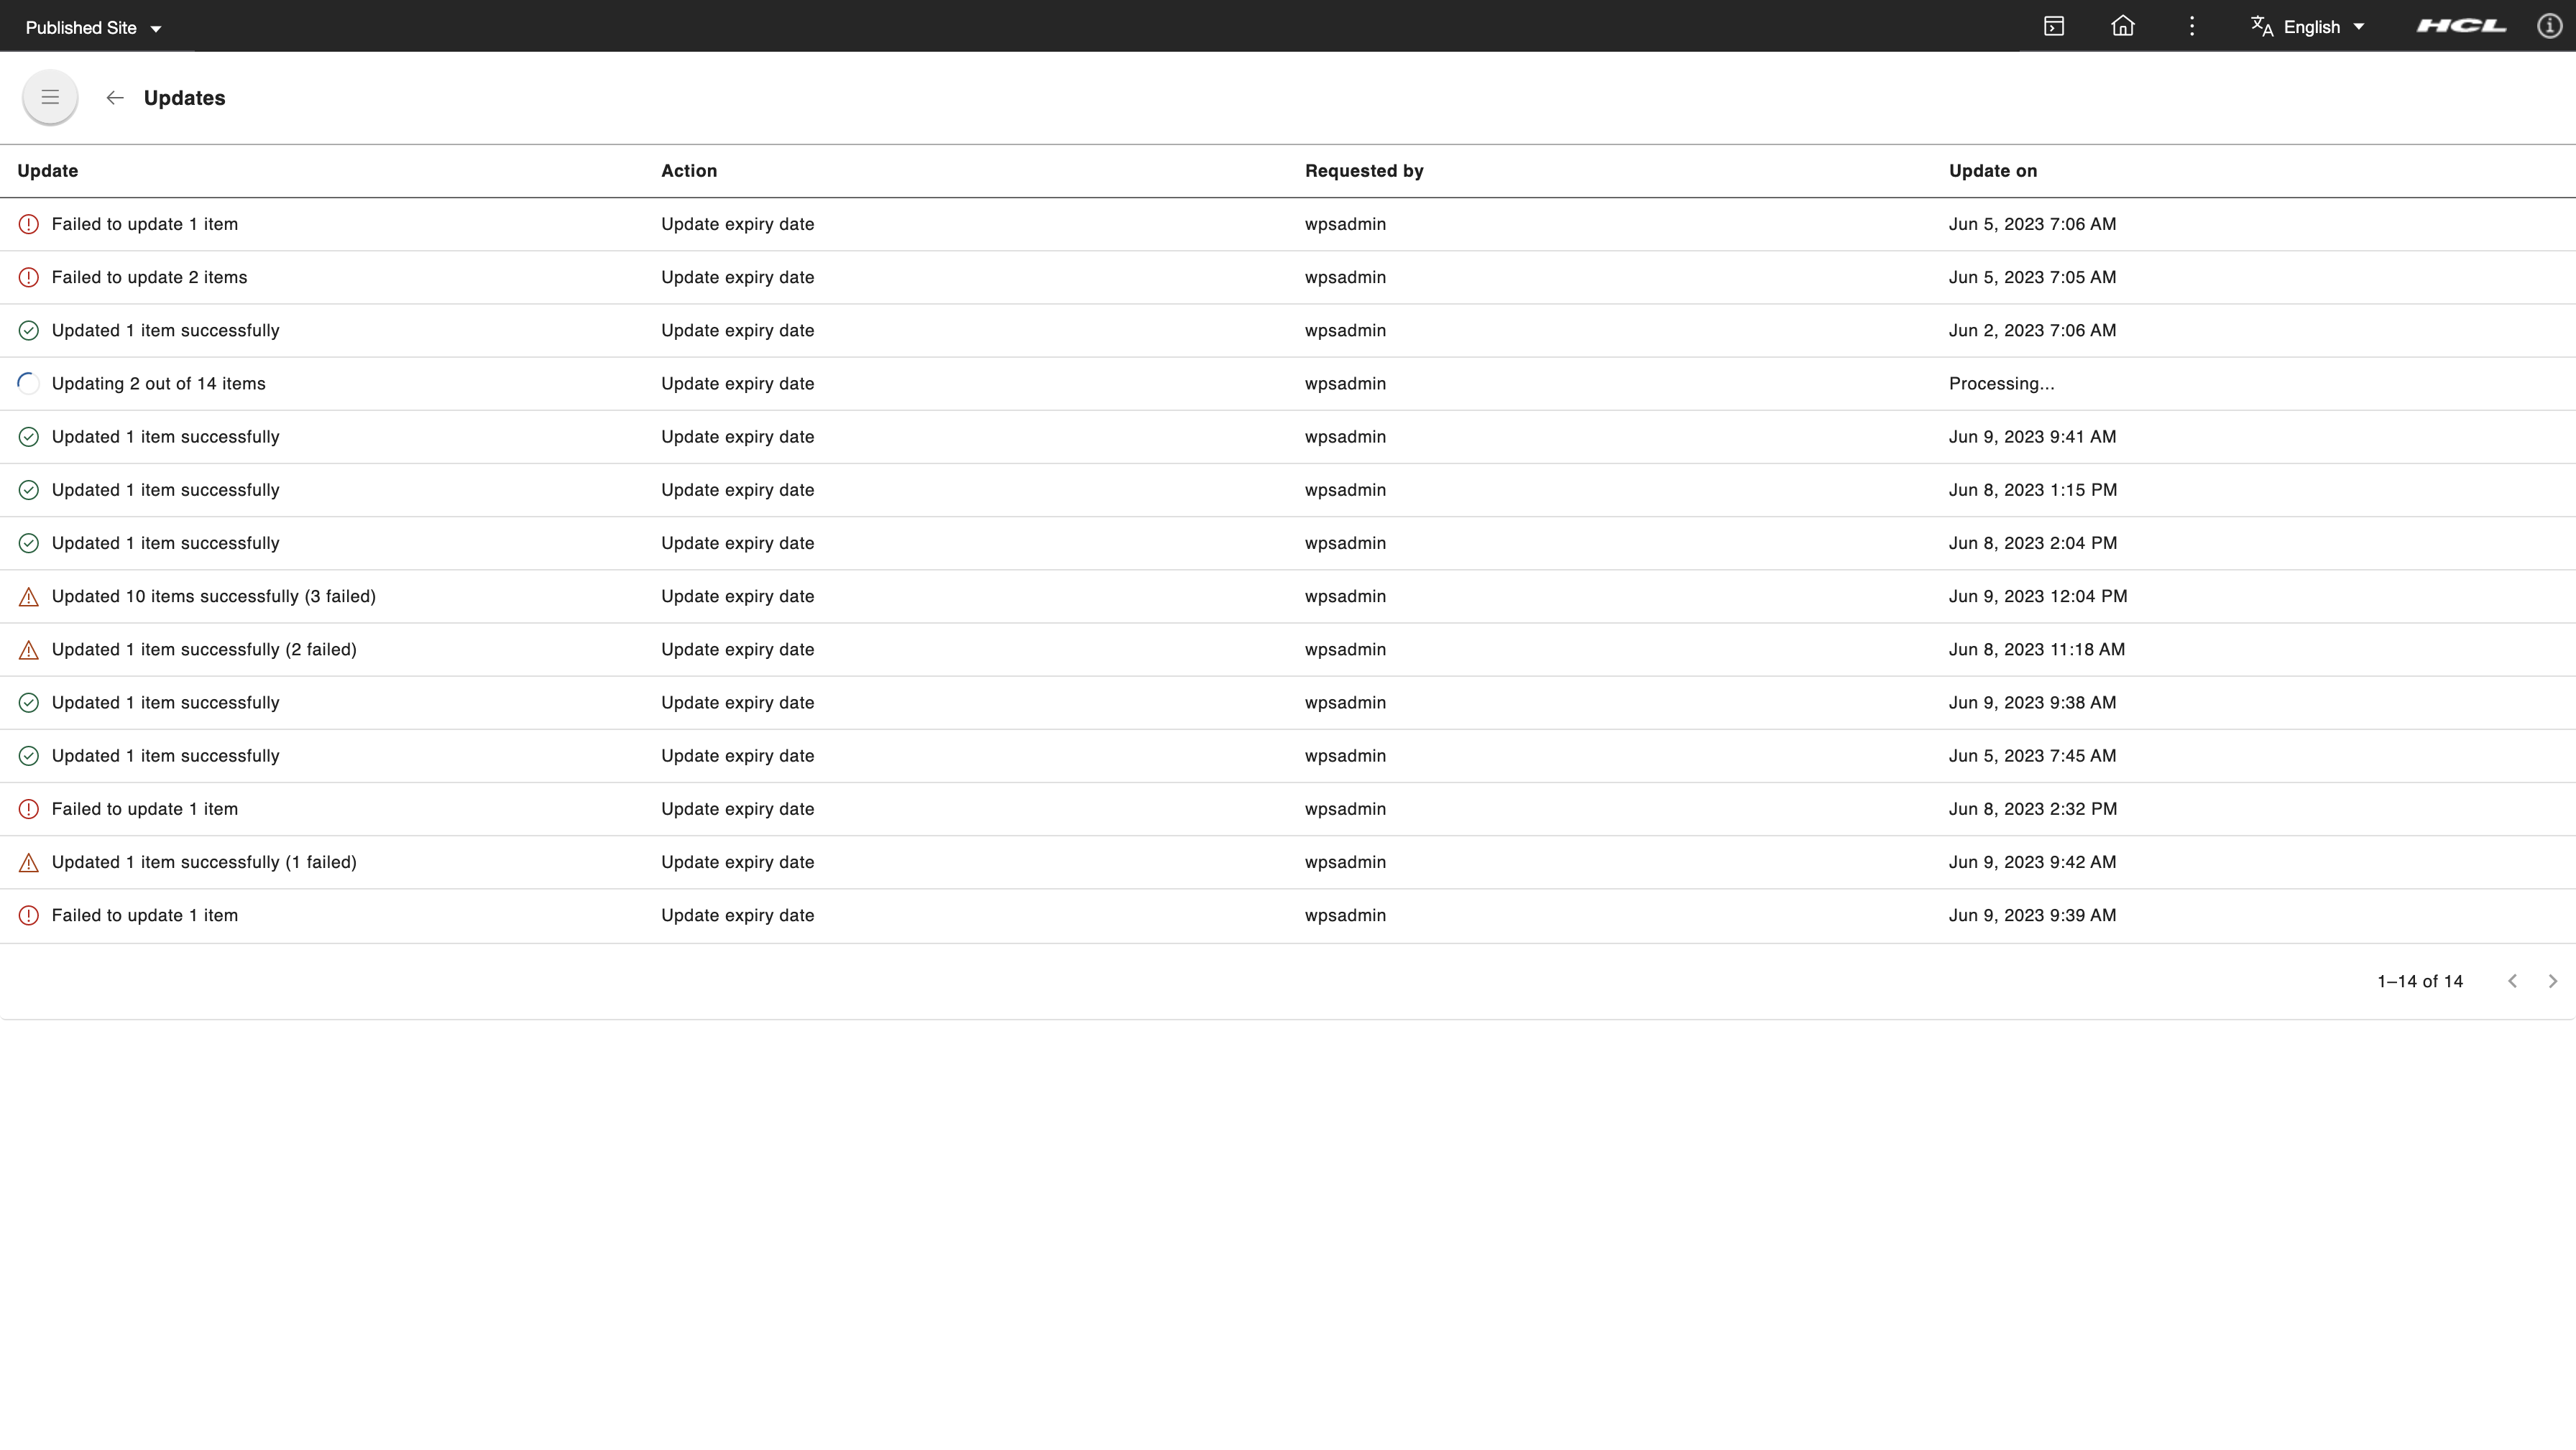 Published Site
English
HCL
Updates
Update Action Requested by Update on
Failed to update 1 item Update expiry date wpsadmin Jun 5, 2023 7:06 AM
Failed to update 2 items Update expiry date wpsadmin Jun 5, 2023 7:05 AM
Updated 1 item successfully Update expiry date wpsadmin Jun 2, 2023 7:06 AM
Updating 2 out of 14 items Update expiry date wpsadmin Processing...
Updated 1 item successfully Update expiry date wpsadmin Jun 9, 2023 9:41 AM
Updated 1 item successfully Update expiry date wpsadmin Jun 8, 2023 1:15 PM
Updated 1 item successfully Update expiry date wpsadmin Jun 8, 2023 2:04 PM
Updated 10 items successfully (3 failed) Update expiry date wpsadmin Jun 9, 2023 12:04 PM
Updated 1 item successfully (2 failed) Update expiry date wpsadmin Jun 8, 2023 11:18 AM
Updated 1 item successfully Update expiry date wpsadmin Jun 9, 2023 9:38 AM
Updated 1 item successfully Update expiry date wpsadmin Jun 5, 2023 7:45 AM
Failed to update 1 item Update expiry date wpsadmin Jun 8, 2023 2:32 PM
Updated 1 item successfully (1 failed) Update expiry date wpsadmin Jun 9, 2023 9:42 AM
Failed to update 1 item Update expiry date wpsadmin Jun 9, 2023 9:39 AM
1–14 of 14